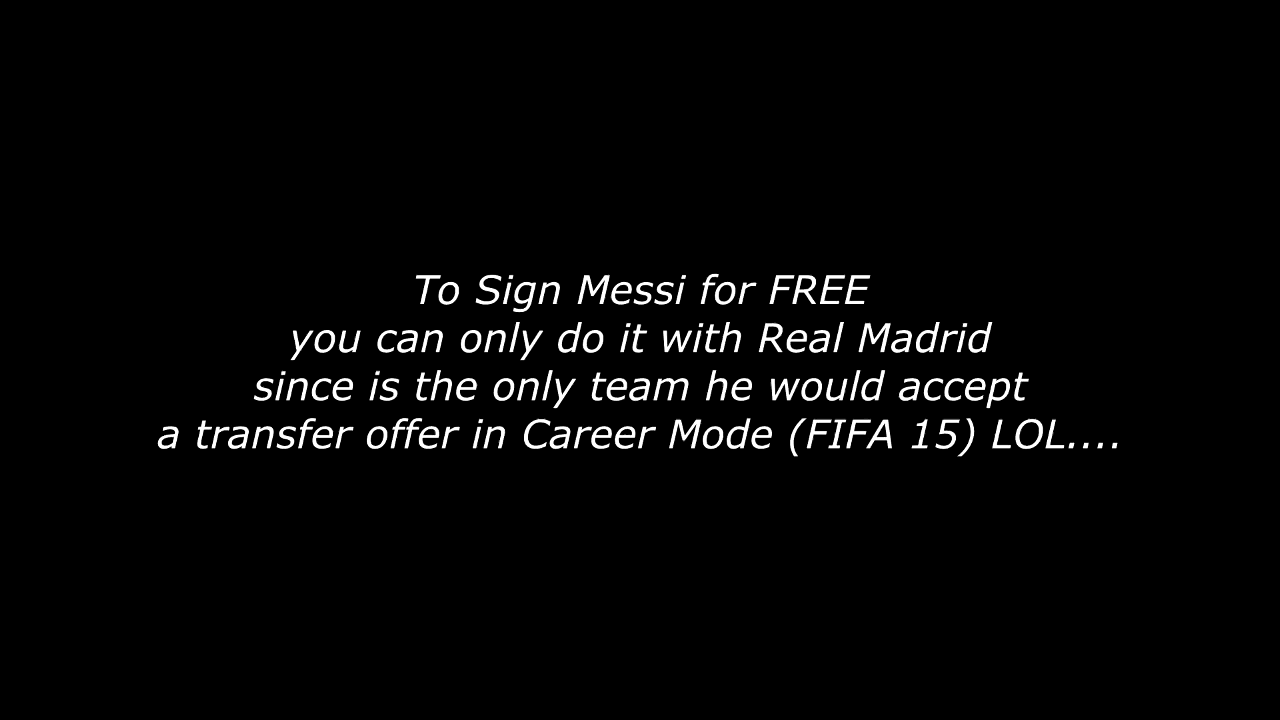 To Sign Messi for FREE
you can only do it with Real Madrid
since is the only team he would accept
a transfer offer in Career Mode (FIFA 15) LOL....